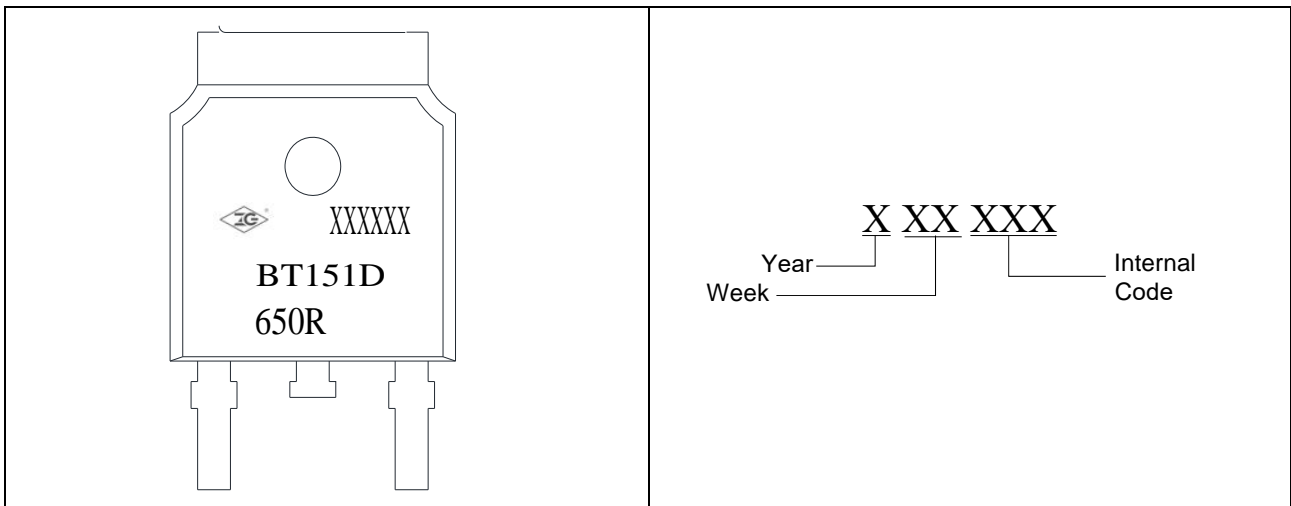 XXXXXX
BT151D
650R
X XX XXX
Year
Week
Internal
Code